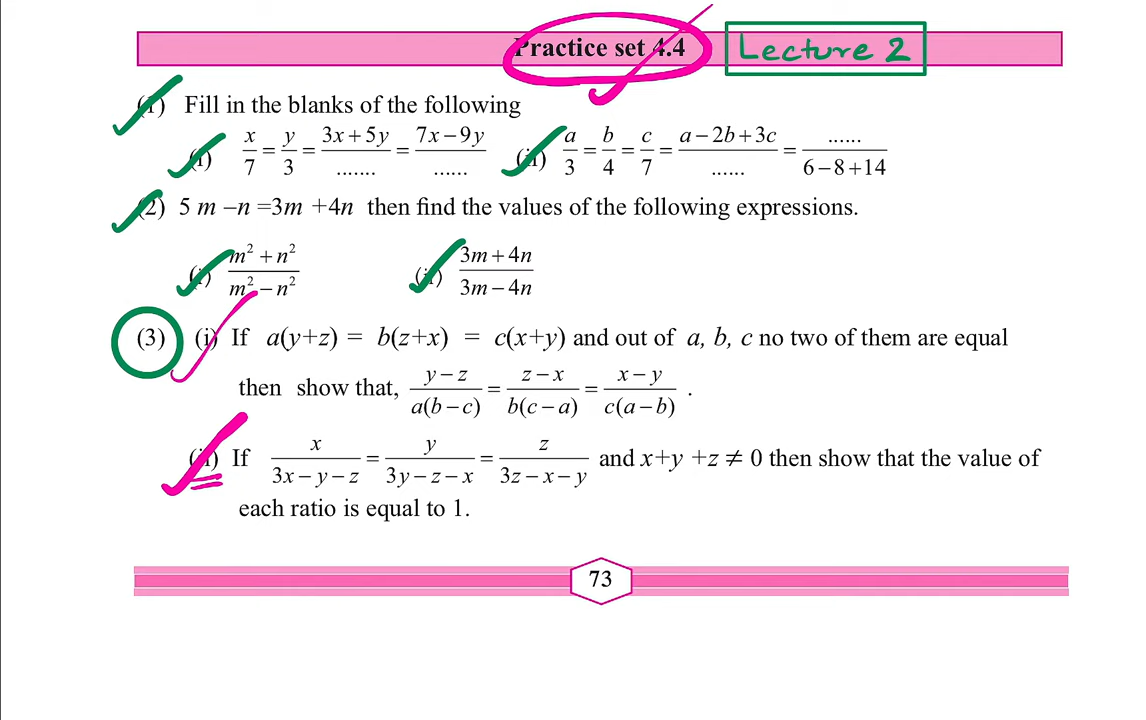 Practice set 4.4 Lecture 2
(1) Fill in the blanks of the following
(i) x/7 = y/3 = 3x+5y/....... = 7x−9y/...... (ii) a/3 = b/4 = c/7 = a−2b+3c/...... = ....../6−8+14
(2) 5 m −n =3m +4n then find the values of the following expressions.
(i) m²+n²/m²−n² (ii) 3m+4n/3m−4n
(3) (i) If a(y+z) = b(z+x) = c(x+y) and out of a, b, c no two of them are equal
then show that, y−z/a(b−c) = z−x/b(c−a) = x−y/c(a−b) .
(ii) If x/3x−y−z = y/3y−z−x = z/3z−x−y and x+y +z ≠ 0 then show that the value of
each ratio is equal to 1.
73